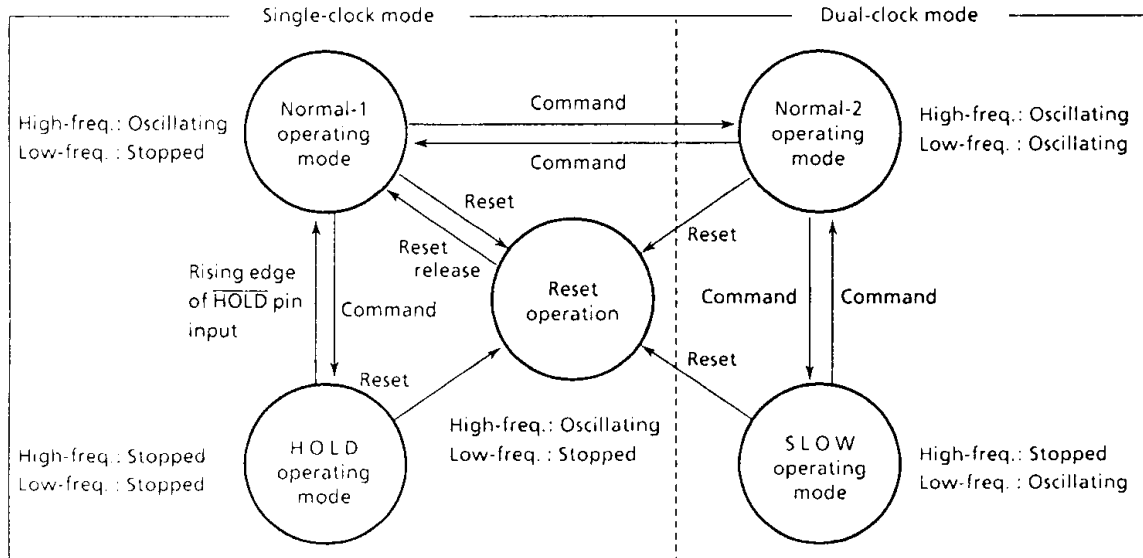 Single-clock mode
Dual-clock mode
Normal-1
operating
mode
High-freq.: Oscillating
Low-freq. : Stopped
Command
Command
Normal-2
operating
mode
High-freq.: Oscillating
Low-freq. : Oscillating
Reset
Reset
release
Reset
Rising edge
of HOLD pin
input
Command
Reset
operation
Command
Command
Reset
Reset
High-freq.: Oscillating
Low-freq. : Stopped
High-freq.: Stopped
Low-freq. : Stopped
HOLD
operating
mode
SLOW
operating
mode
High-freq.: Stopped
Low-freq. : Oscillating